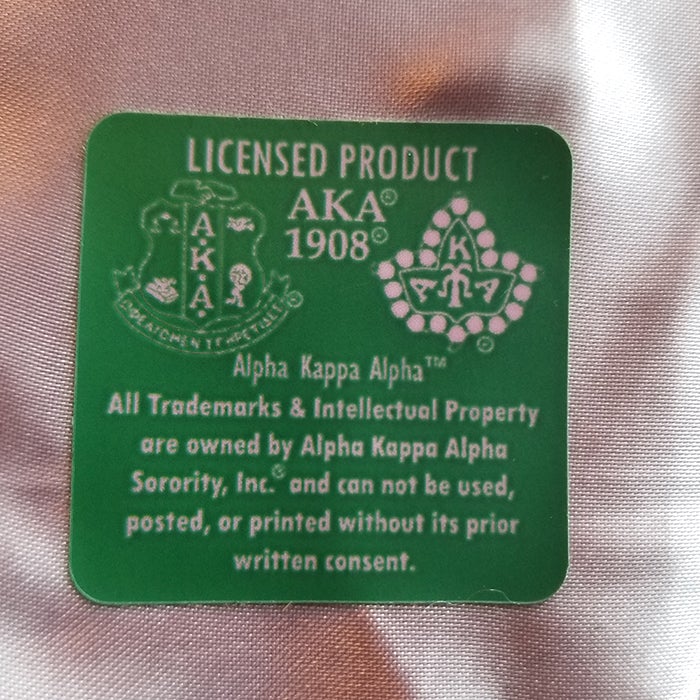 LICENSED PRODUCT
AKA®
1908®
A.K.A.
K
A A
Alpha Kappa Alpha™
All Trademarks & Intellectual Property
are owned by Alpha Kappa Alpha
Sorority, Inc.® and can not be used,
posted, or printed without its prior
written consent.